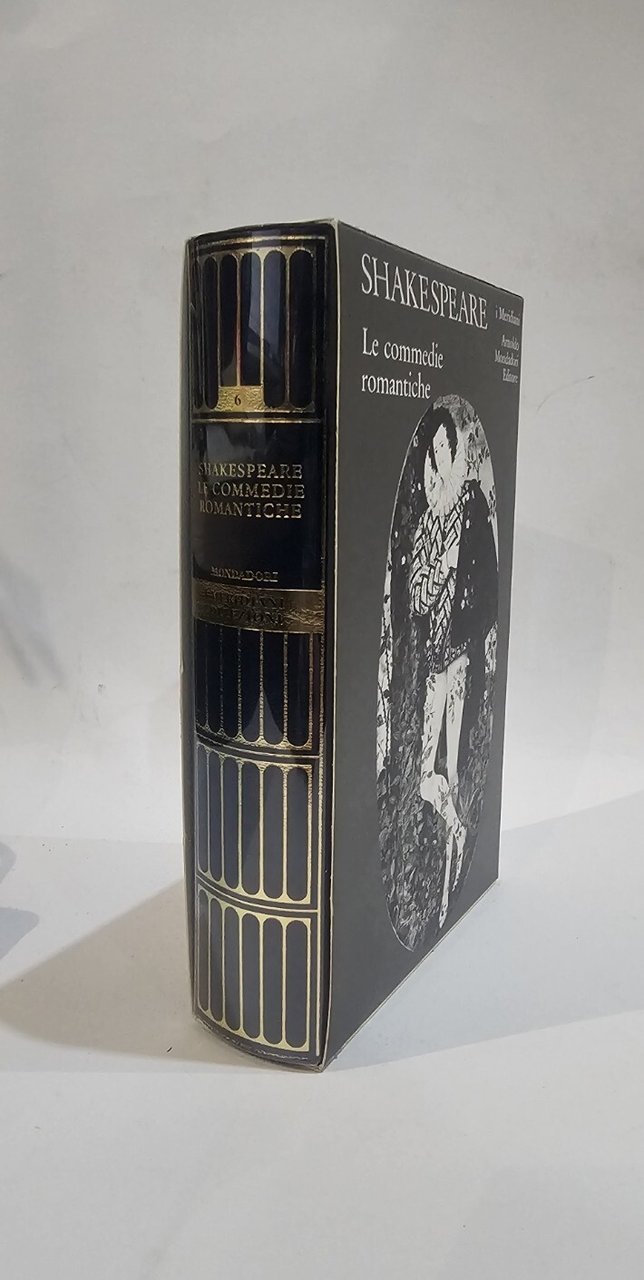 6
SHAKESPEARE
LE COMMEDIE
ROMANTICHE
MONDADORI
SHAKESPEARE
i Meridiani
Arnoldo
Mondadori
Editore
Le commedie
romantiche